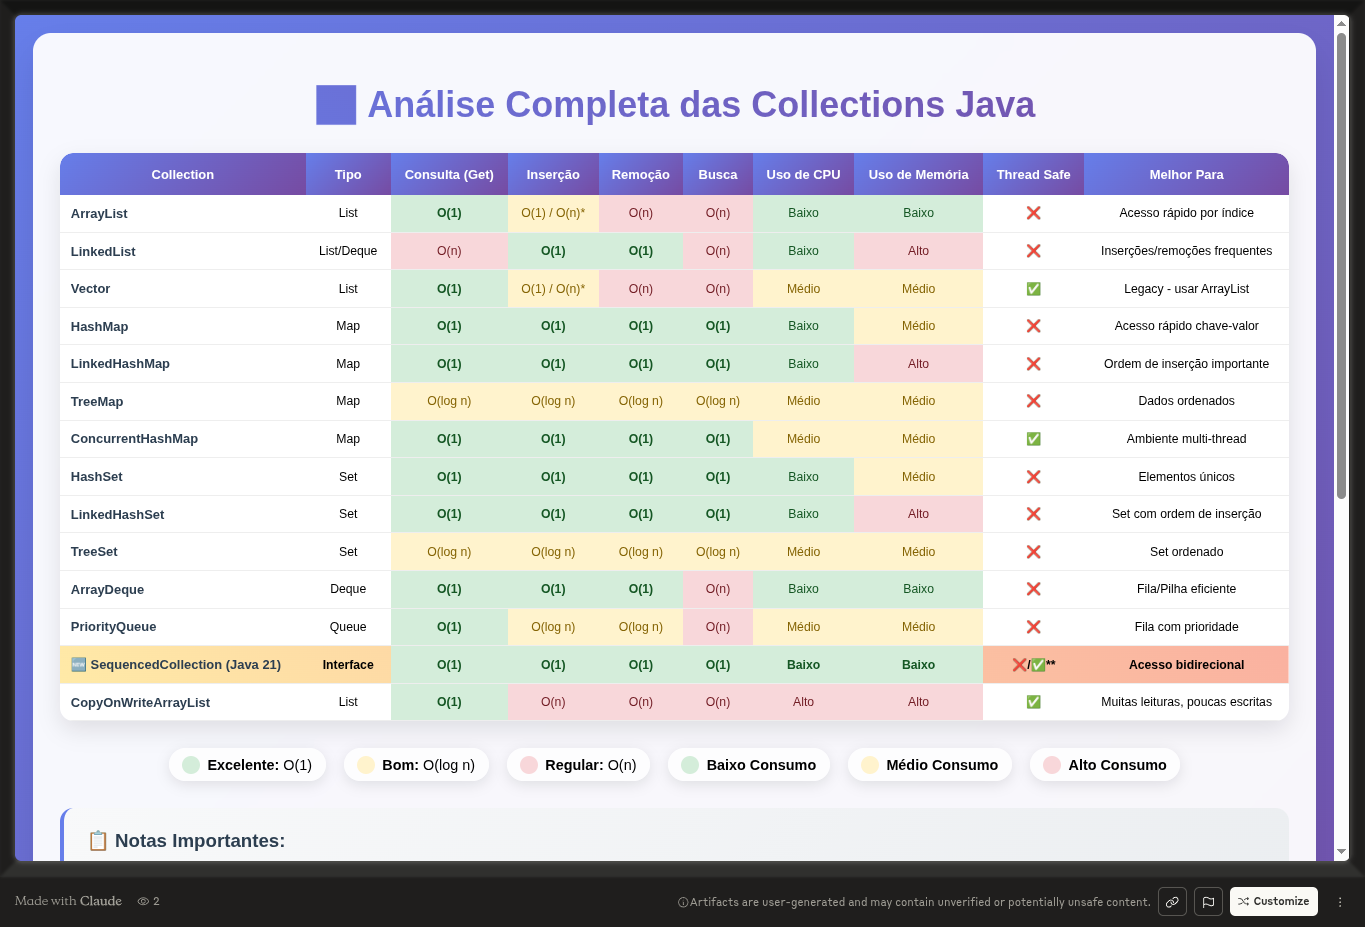 Análise Completa das Collections Java
Collection Tipo Consulta (Get) Inserção Remoção Busca Uso de CPU Uso de Memória Thread Safe Melhor Para
ArrayList List O(1) O(1) / O(n)* O(n) O(n) Baixo Baixo ❌ Acesso rápido por índice
LinkedList List/Deque O(n) O(1) O(1) O(n) Baixo Alto ❌ Inserções/remoções frequentes
Vector List O(1) O(1) / O(n)* O(n) O(n) Médio Médio ✅ Legacy - usar ArrayList
HashMap Map O(1) O(1) O(1) O(1) Baixo Médio ❌ Acesso rápido chave-valor
LinkedHashMap Map O(1) O(1) O(1) O(1) Baixo Alto ❌ Ordem de inserção importante
TreeMap Map O(log n) O(log n) O(log n) O(log n) Médio Médio ❌ Dados ordenados
ConcurrentHashMap Map O(1) O(1) O(1) O(1) Médio Médio ✅ Ambiente multi-thread
HashSet Set O(1) O(1) O(1) O(1) Baixo Médio ❌ Elementos únicos
LinkedHashSet Set O(1) O(1) O(1) O(1) Baixo Alto ❌ Set com ordem de inserção
TreeSet Set O(log n) O(log n) O(log n) O(log n) Médio Médio ❌ Set ordenado
ArrayDeque Deque O(1) O(1) O(1) O(n) Baixo Baixo ❌ Fila/Pilha eficiente
PriorityQueue Queue O(1) O(log n) O(log n) O(n) Médio Médio ❌ Fila com prioridade
🆕 SequencedCollection (Java 21) Interface O(1) O(1) O(1) O(1) Baixo Baixo ❌/✅** Acesso bidirecional
CopyOnWriteArrayList List O(1) O(n) O(n) O(n) Alto Alto ✅ Muitas leituras, poucas escritas
Excelente: O(1) Bom: O(log n) Regular: O(n) Baixo Consumo Médio Consumo Alto Consumo
📋 Notas Importantes:
Made with Claude 2 Artifacts are user-generated and may contain unverified or potentially unsafe content. Customize